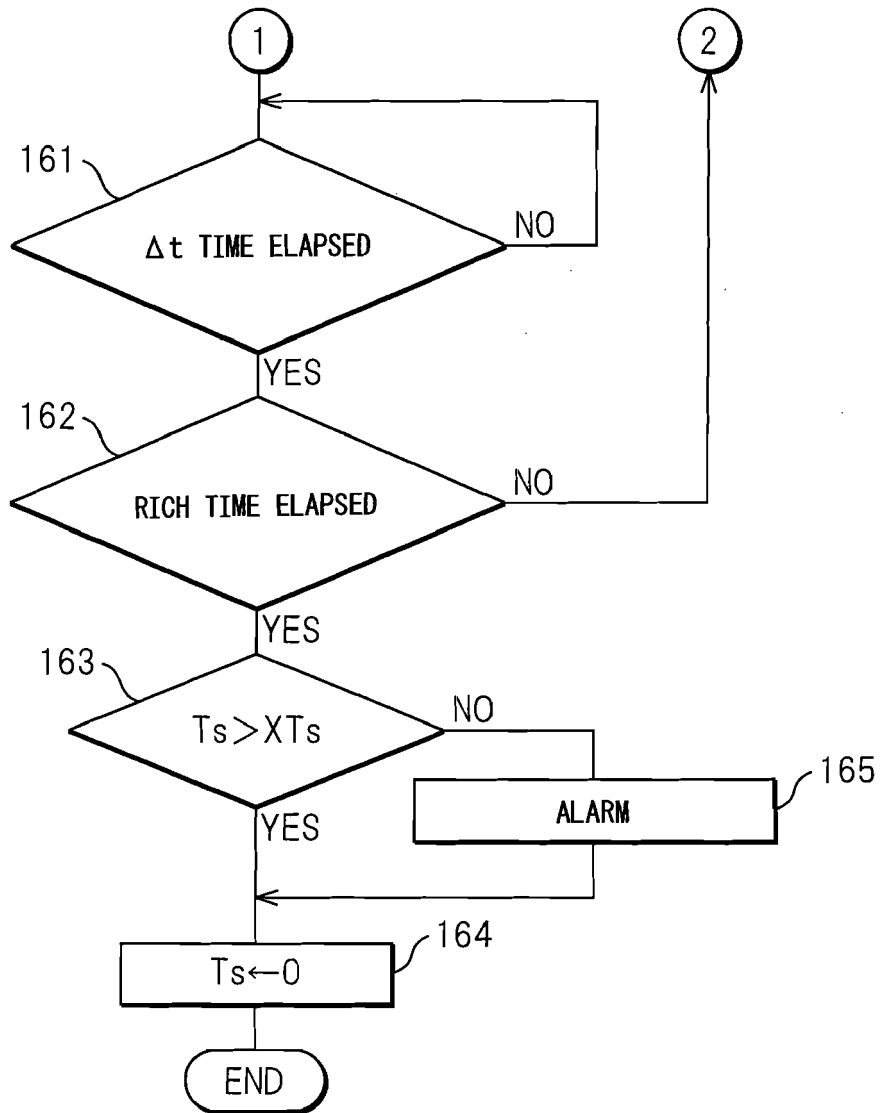 1
2
161
Δt TIME ELAPSED
NO
YES
162
RICH TIME ELAPSED
NO
YES
163
Ts>XTs
NO
165
ALARM
YES
164
Ts←0
END